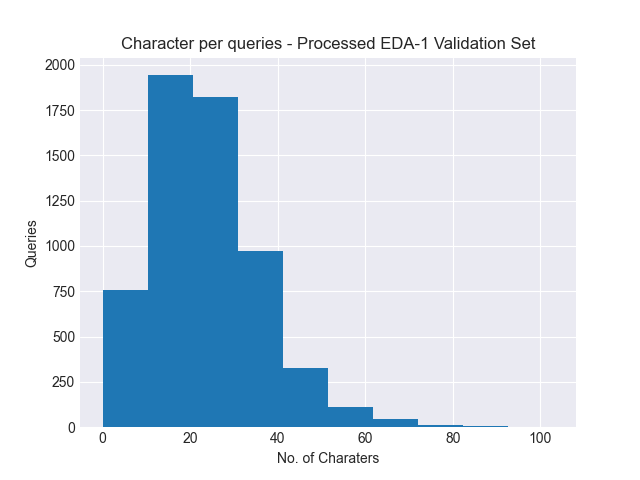 Character per queries - Processed EDA-1 Validation Set
2000
1750
1500
1250
1000
750
500
250
0
Queries
0 20 40 60 80 100
No. of Charaters